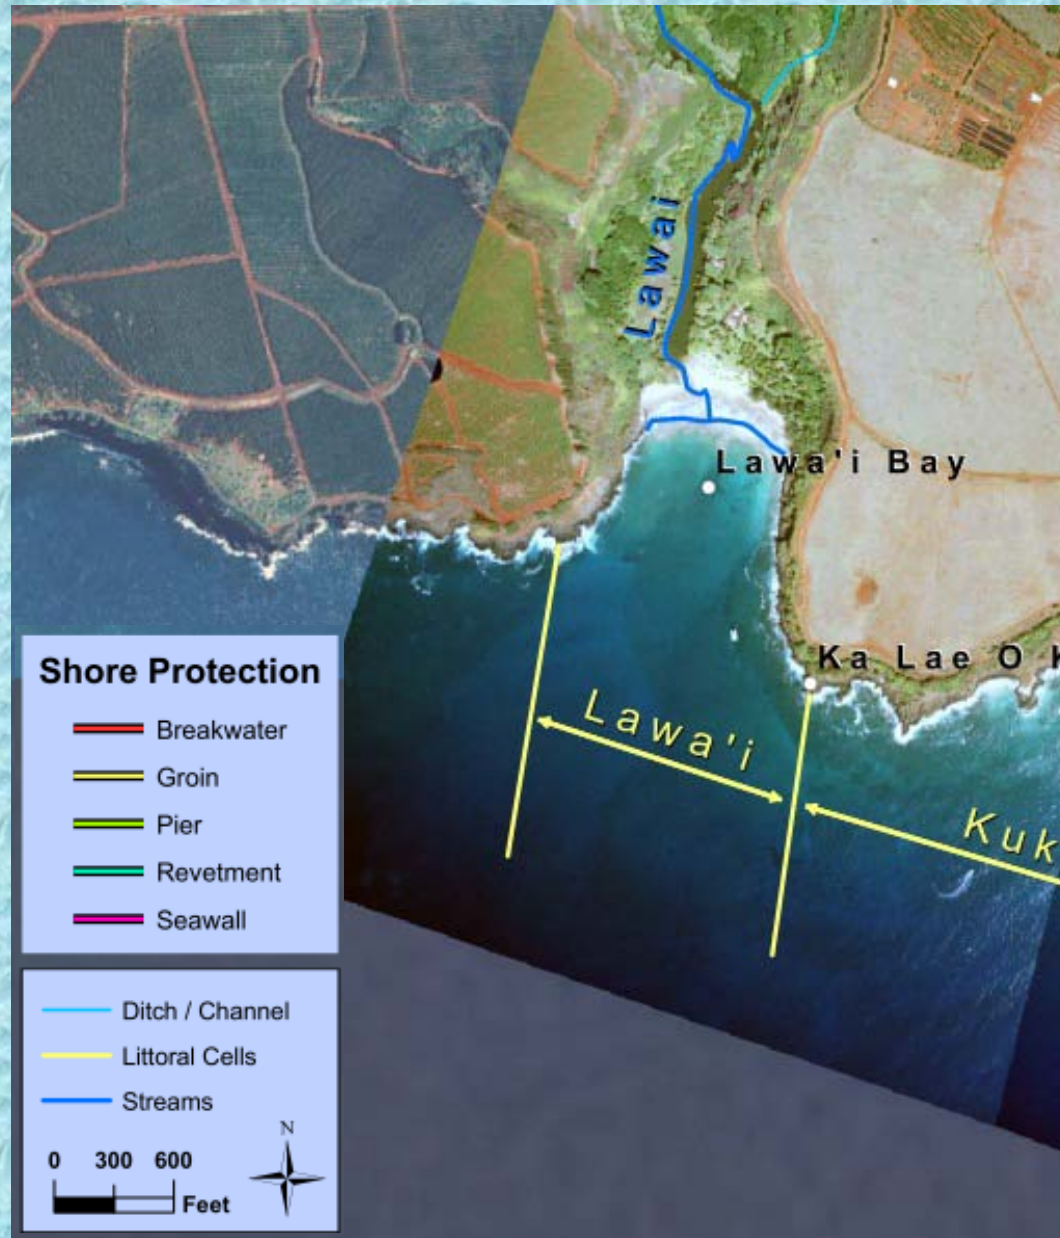 Lawai
Lawa'i Bay
Ka Lae O K
Lawa'i
Kuk
Shore Protection
Breakwater
Groin
Pier
Revetment
Seawall
Ditch / Channel
Littoral Cells
Streams
N
0 300 600
Feet